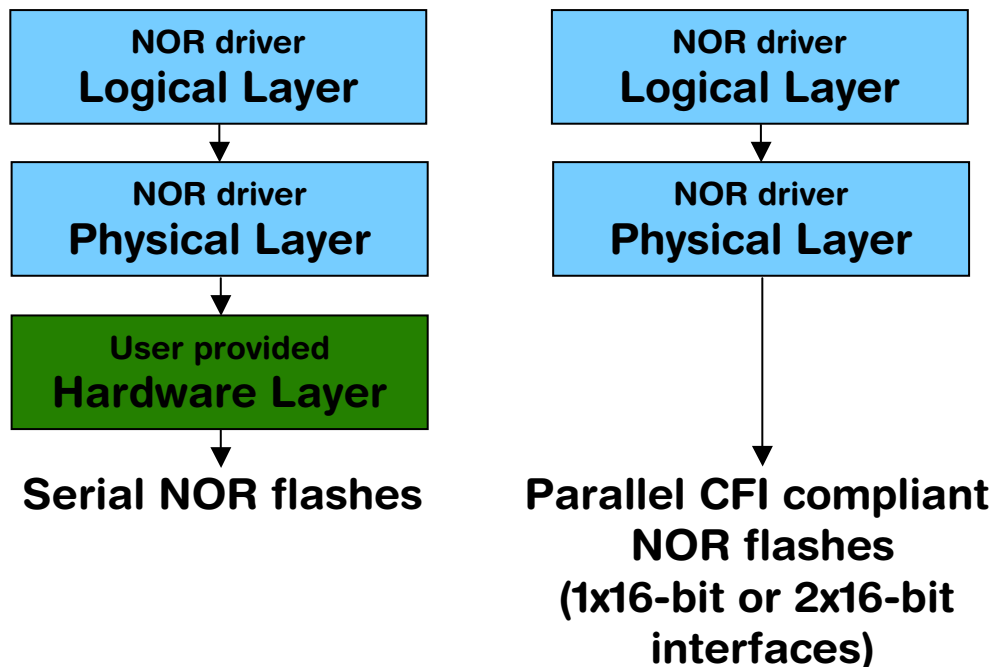 NOR driver
Logical Layer
NOR driver
Physical Layer
User provided
Hardware Layer
Serial NOR flashes
NOR driver
Logical Layer
NOR driver
Physical Layer
Parallel CFI compliant
NOR flashes
(1x16-bit or 2x16-bit
interfaces)